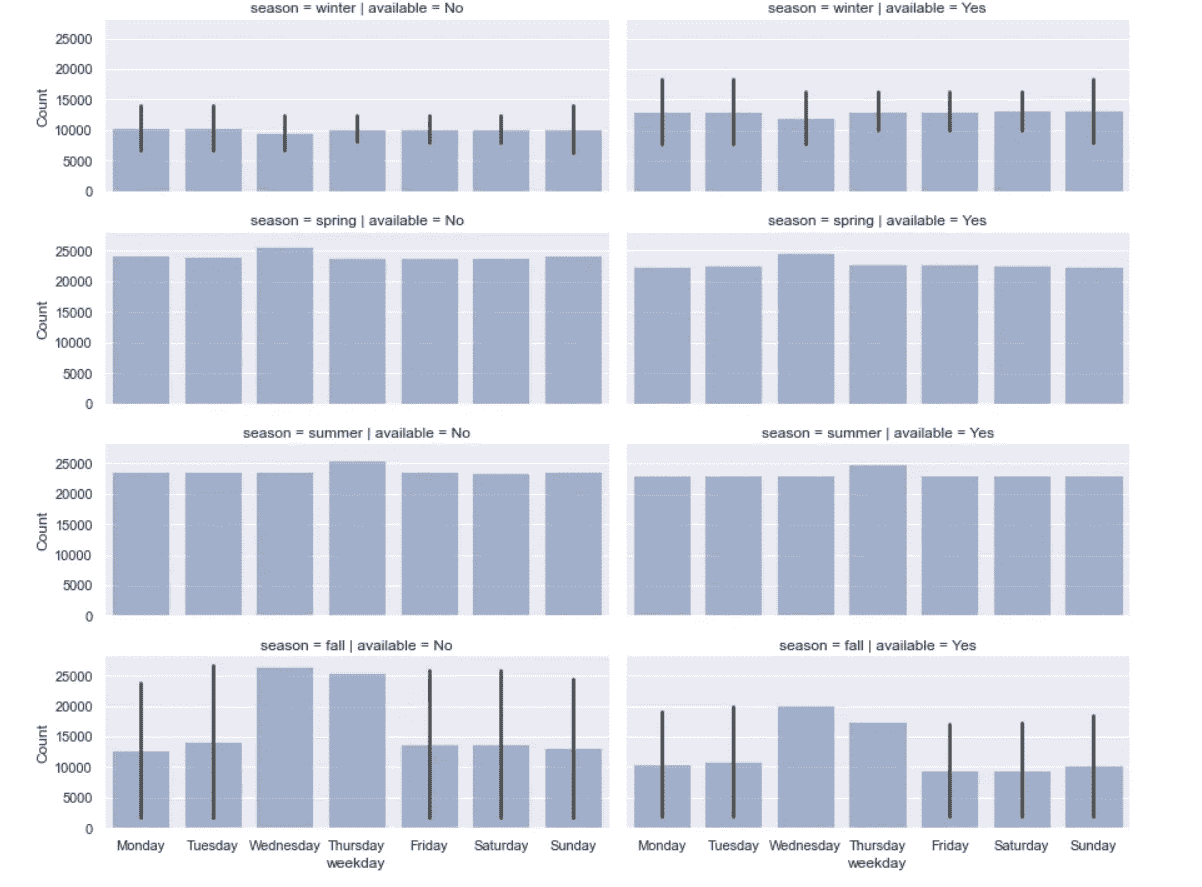 season = winter | available = No
season = winter | available = Yes
25000
20000
15000
10000
5000
0
Count
season = spring | available = No
season = spring | available = Yes
25000
20000
15000
10000
5000
0
Count
season = summer | available = No
season = summer | available = Yes
25000
20000
15000
10000
5000
0
Count
season = fall | available = No
season = fall | available = Yes
25000
20000
15000
10000
5000
0
Count
Monday Tuesday Wednesday Thursday Friday Saturday Sunday
weekday
Monday Tuesday Wednesday Thursday Friday Saturday Sunday
weekday